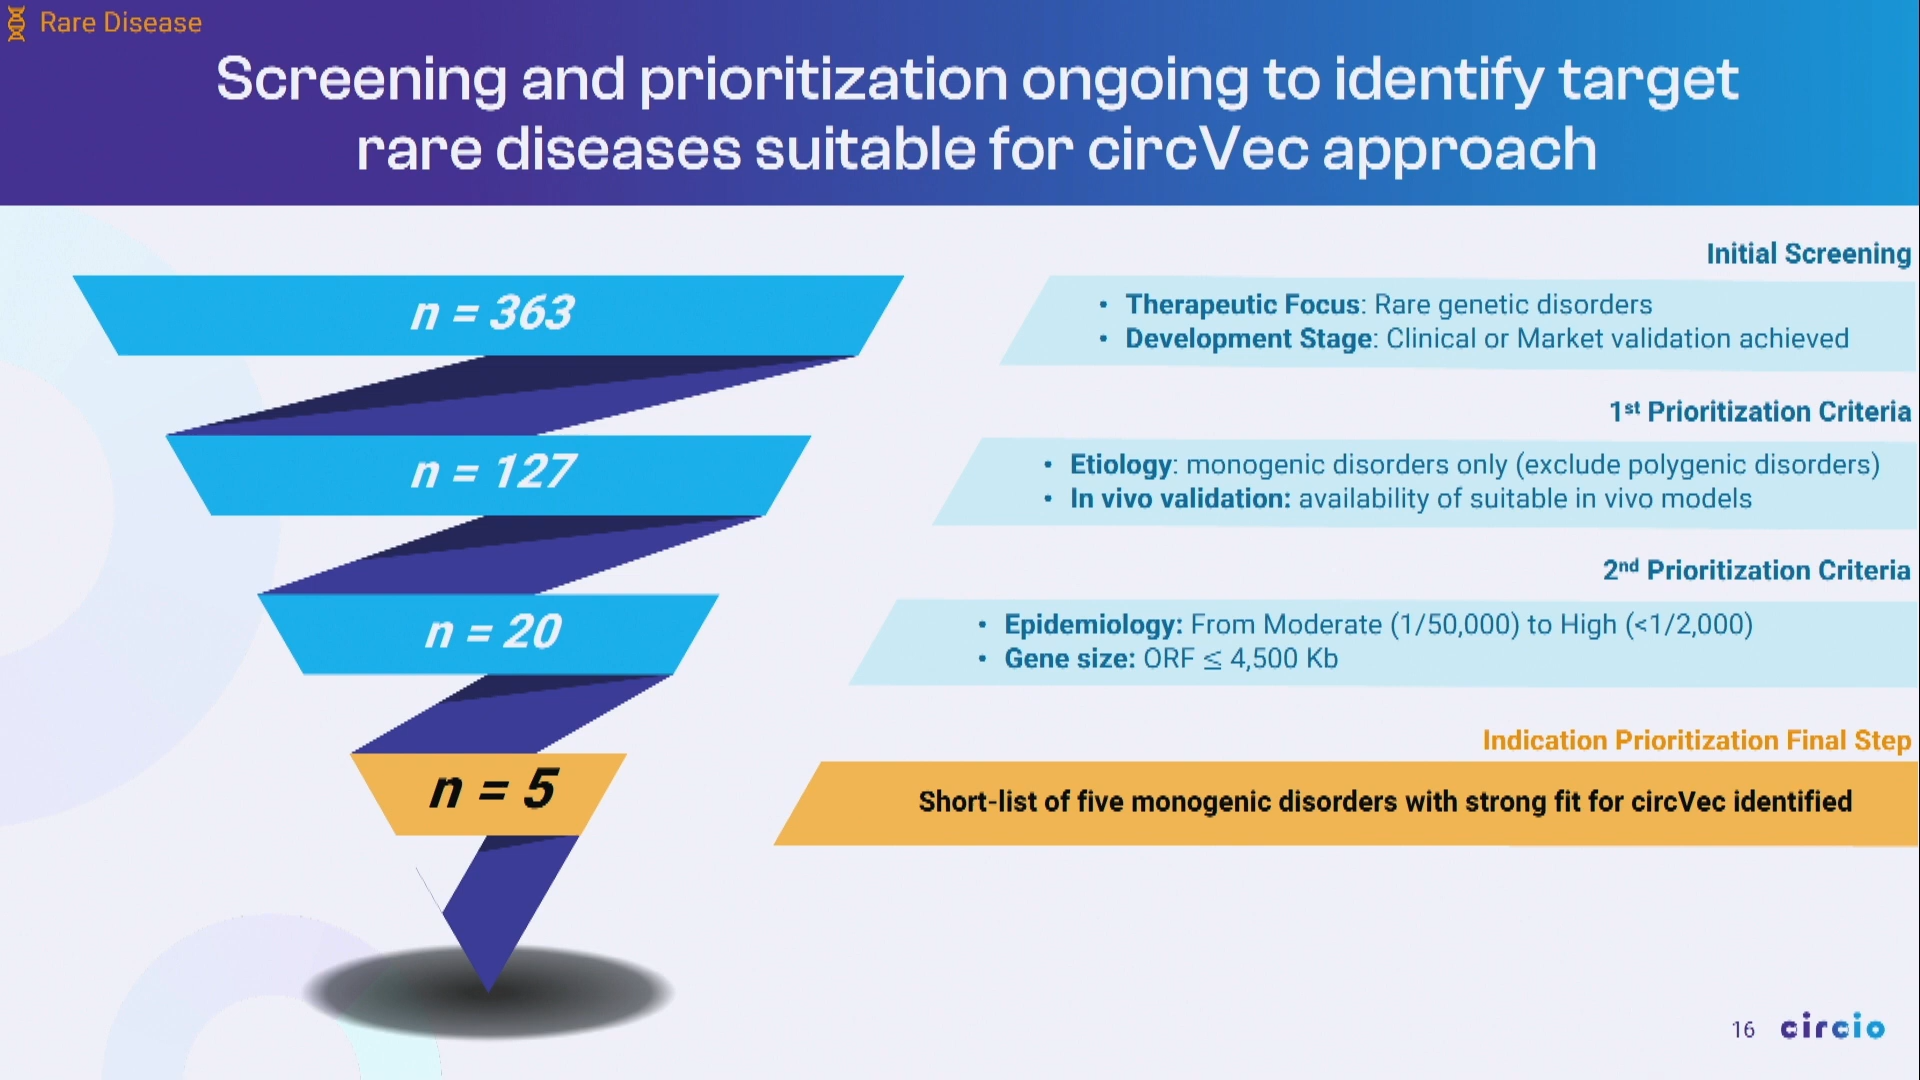 Rare Disease
Screening and prioritization ongoing to identify target
rare diseases suitable for circVec approach
n = 363
Initial Screening
• Therapeutic Focus: Rare genetic disorders
• Development Stage: Clinical or Market validation achieved
n = 127
1st Prioritization Criteria
• Etiology: monogenic disorders only (exclude polygenic disorders)
• In vivo validation: availability of suitable in vivo models
n = 20
2nd Prioritization Criteria
• Epidemiology: From Moderate (1/50,000) to High (<1/2,000)
• Gene size: ORF ≤ 4,500 Kb
n = 5
Indication Prioritization Final Step
Short-list of five monogenic disorders with strong fit for circVec identified
16 circio